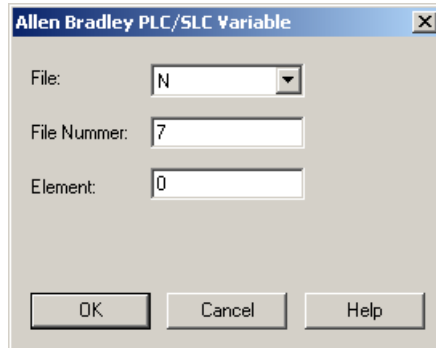 Allen Bradley PLC/SLC Variable
File: N
File Nummer: 7
Element: 0
OK Cancel Help